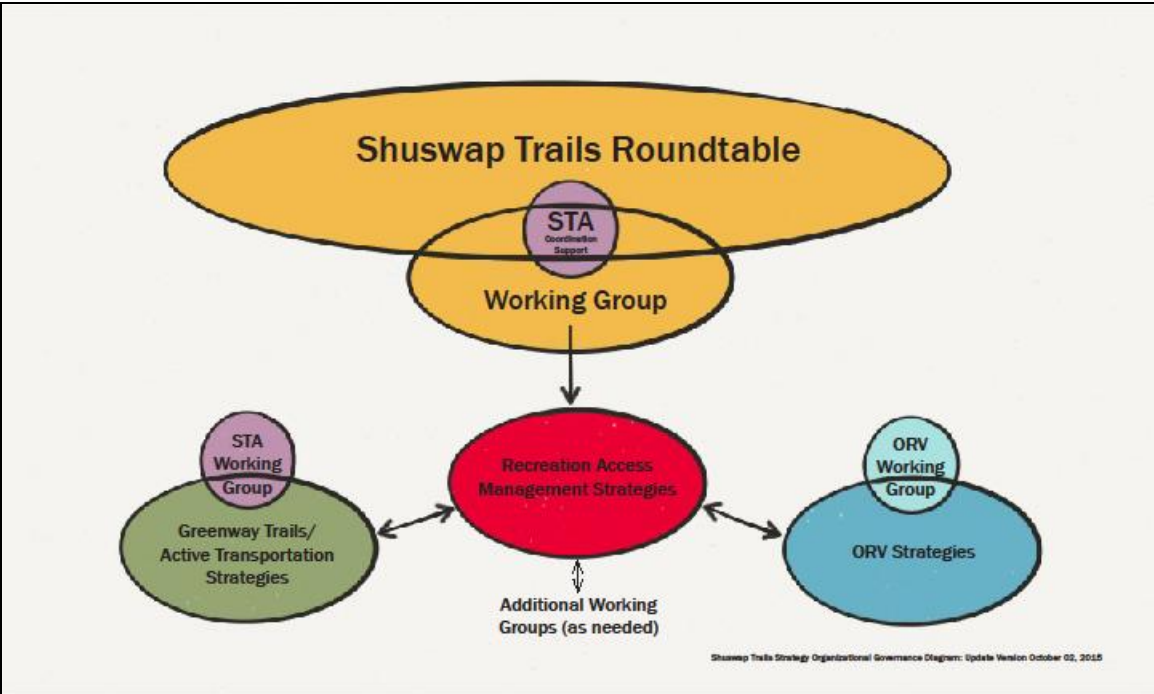 Shuswap Trails Roundtable
STA
Coordination
Support
Working Group
STA
Working
Group
Greenway Trails/
Active Transportation
Strategies
Recreation Access
Management Strategies
ORV
Working
Group
ORV Strategies
Additional Working
Groups (as needed)
Shuswap Trails Strategy Organizational Governance Diagram: Update Version October 02, 2015